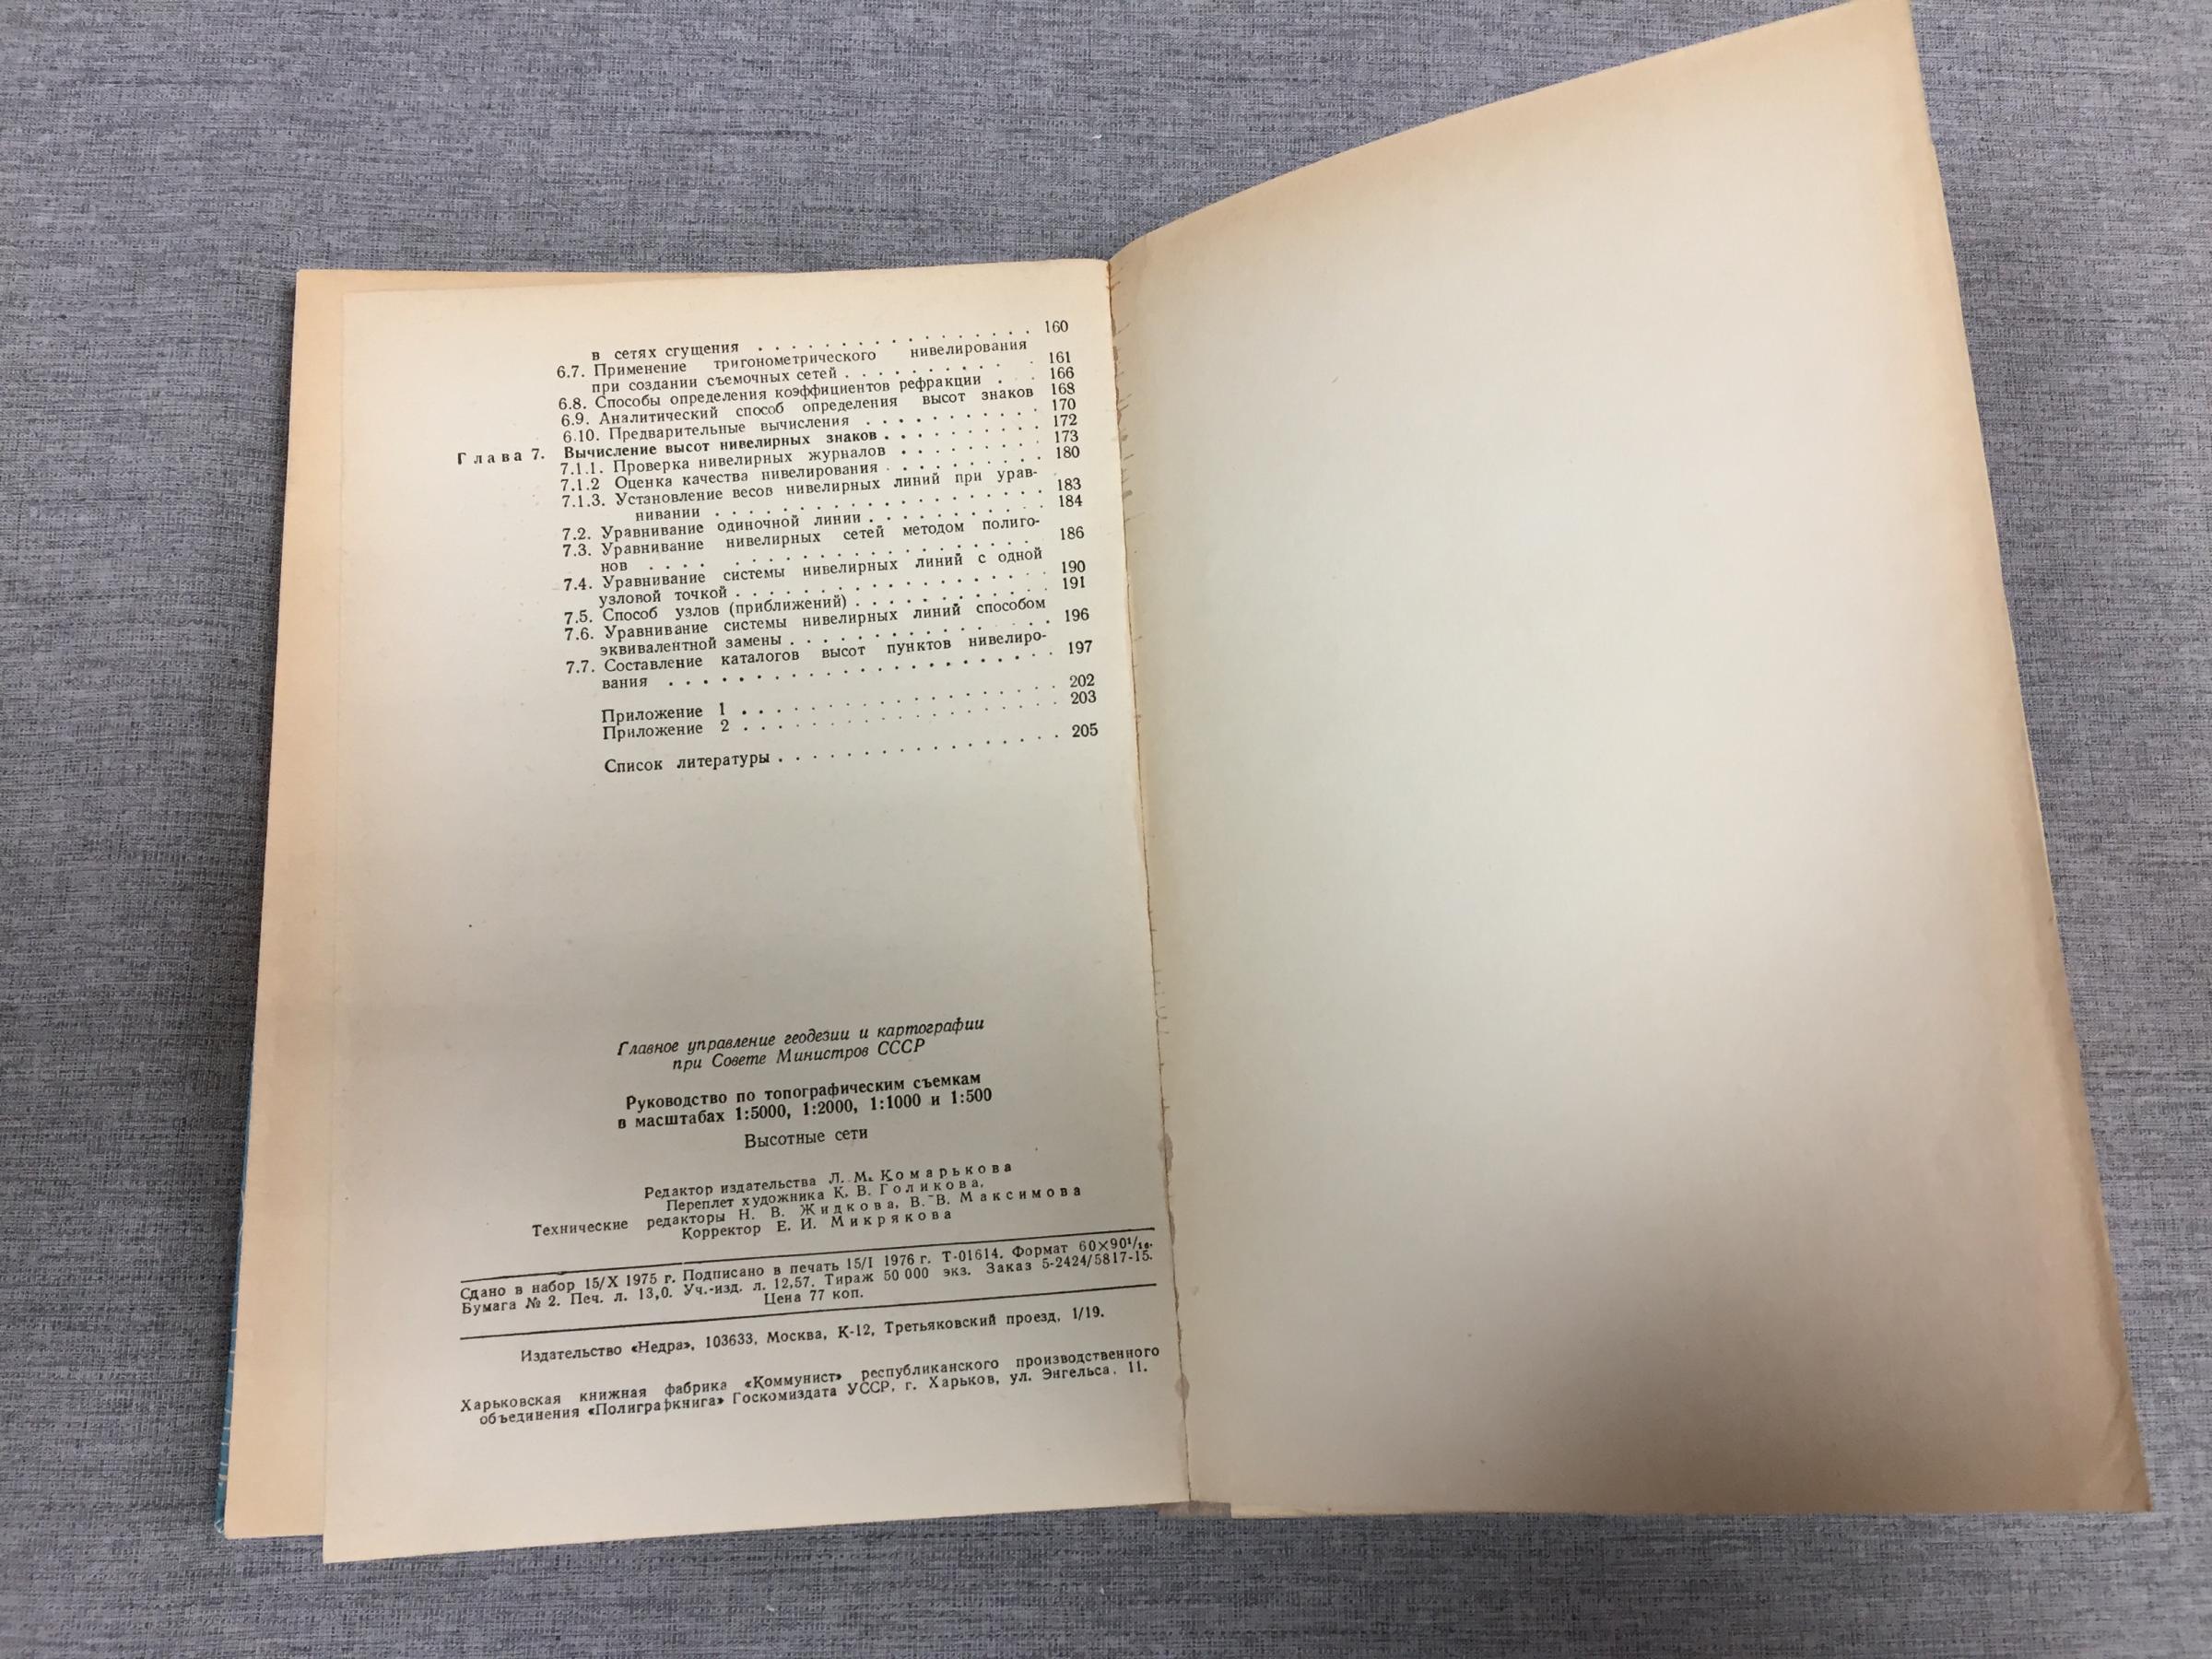 в сетях сгущения . . . . . . . . . . . . . . . . 160
6.7. Применение тригонометрического нивелирования
при создании съемочных сетей . . . . . . . . . . 161
6.8. Способы определения коэффициентов рефракции . . . 166
6.9. Аналитический способ определения высот знаков 168
6.10. Предварительные вычисления . . . . . . . . . 170
Глава 7. Вычисление высот нивелирных знаков . . . . . . . . . 172
7.1.1. Проверка нивелирных журналов . . . . . . . . 173
7.1.2 Оценка качества нивелирования . . . . . . . . 180
7.1.3. Установление весов нивелирных линий при урав-
нивании . . . . . . . . . . . . . . . . 183
7.2. Уравнивание одиночной линии . . . . . . . . . 184
7.3. Уравнивание нивелирных сетей методом полиго-
нов . . . . . . . . . . . . . . . . . . 186
7.4. Уравнивание системы нивелирных линий с одной
узловой точкой . . . . . . . . . . . . . . . 190
7.5. Способ узлов (приближений) . . . . . . . . . . 191
7.6. Уравнивание системы нивелирных линий способом
эквивалентной замены . . . . . . . . . . . . . 196
7.7. Составление каталогов высот пунктов нивелиро-
вания . . . . . . . . . . . . . . . . . . . 197
Приложение 1 . . . . . . . . . . . . . . . . 202
Приложение 2 . . . . . . . . . . . . . . . . 203
Список литературы . . . . . . . . . . . . . . 205
Главное управление геодезии и картографии
при Совете Министров СССР
Руководство по топографическим съемкам
в масштабах 1:5000, 1:2000, 1:1000 и 1:500
Высотные сети
Редактор издательства Л. М. Комарькова
Переплет художника К. В. Голикова.
Технические редакторы Н. В. Жидкова, В. В. Максимова
Корректор Е. И. Микрякова
Сдано в набор 15/X 1975 г. Подписано в печать 15/I 1976 г. Т-01614. Формат 60×90¹/₁₆.
Бумага № 2. Печ. л. 13,0. Уч.-изд. л. 12,57. Тираж 50 000 экз. Заказ 5-2424/5817-15.
Цена 77 коп.
Издательство «Недра», 103633, Москва, К-12, Третьяковский проезд, 1/19.
Харьковская книжная фабрика «Коммунист» республиканского производственного
объединения «Полиграфкнига» Госкомиздата УССР, г. Харьков, ул. Энгельса, 11.